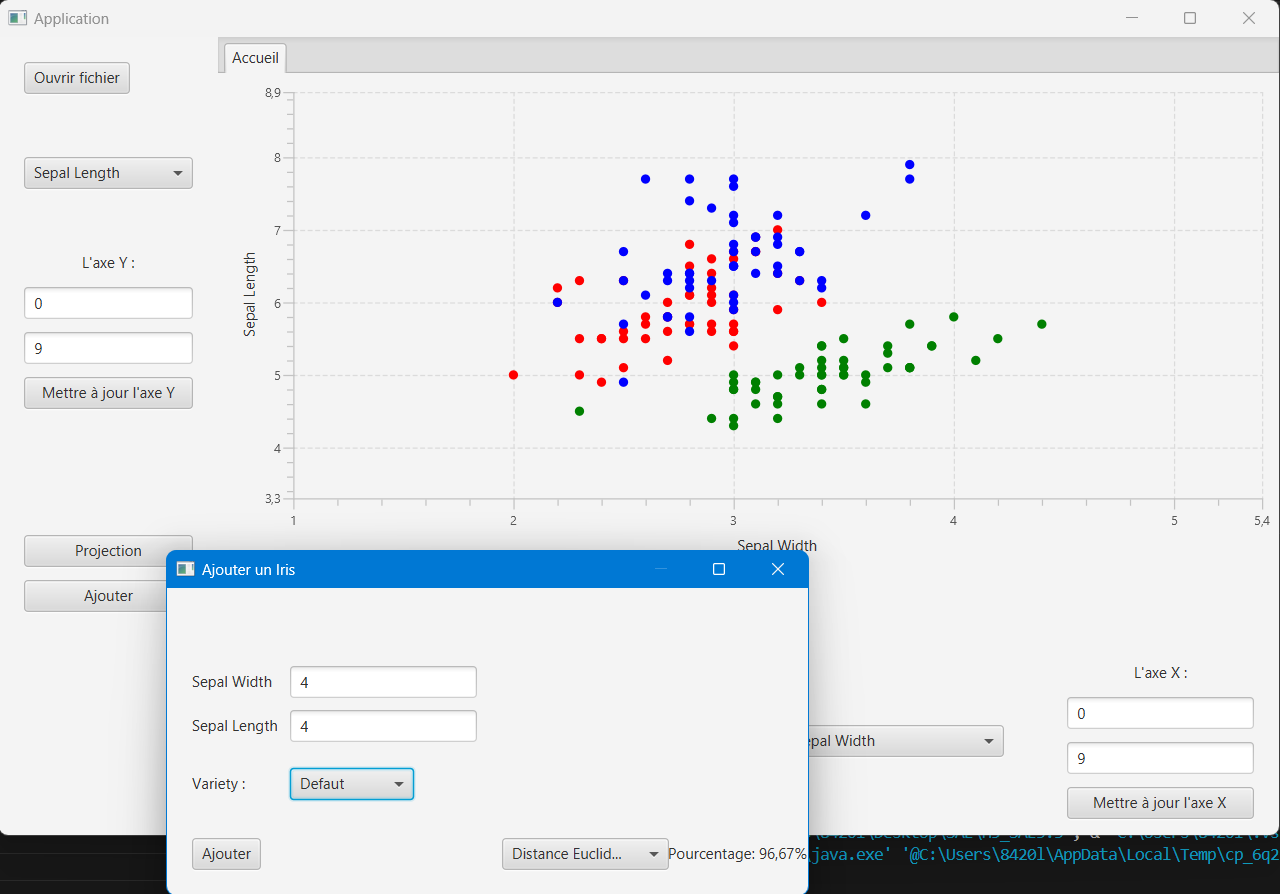 Application
Ouvrir fichier
Accueil
Sepal Length
L'axe Y :
0
9
Mettre à jour l'axe Y
Projection
Ajouter
8,9
8
7
6
5
4
3,3
Sepal Length
1
2
3
4
5
5,4
Sepal Width
Ajouter un Iris
Sepal Width
4
Sepal Length
4
Variety :
Defaut
Ajouter
Distance Euclid...
Pourcentage: 96,67%
L'axe X :
0
epal Width
9
Mettre à jour l'axe X
java.exe' '@C:\Users\8420l\AppData\Local\Temp\cp_6q2